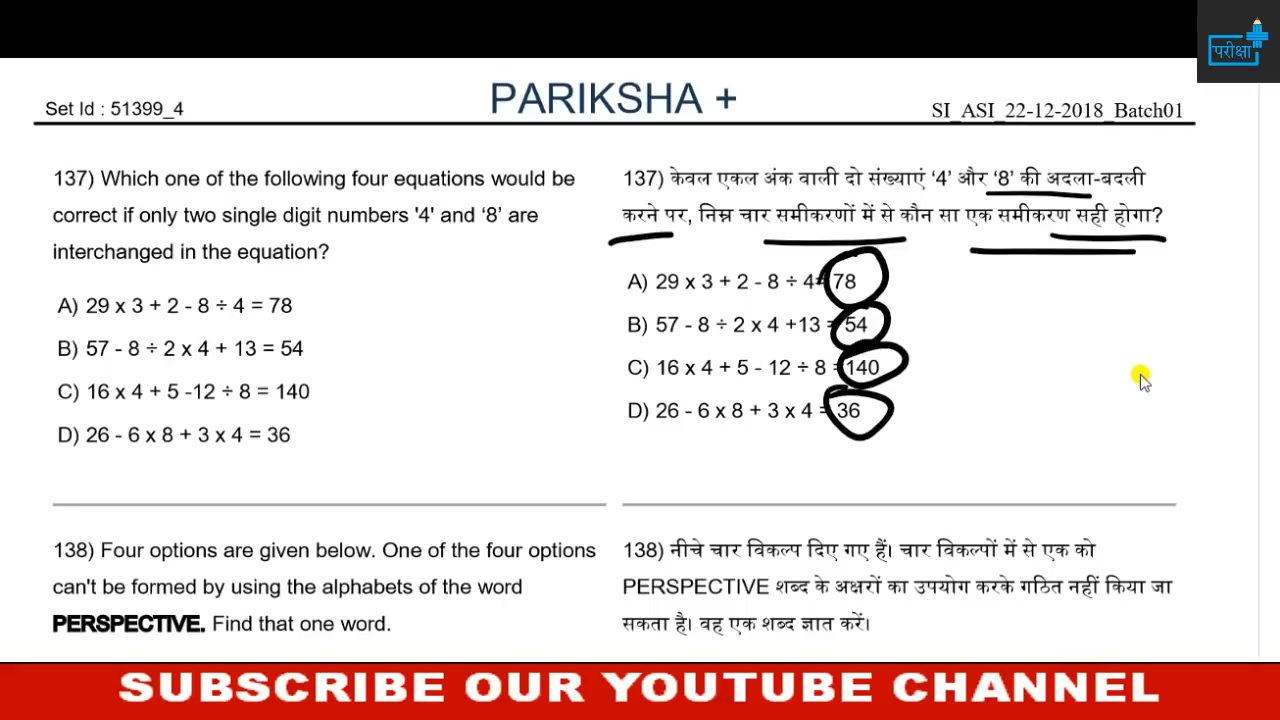 परीक्षा
Set Id : 51399_4
PARIKSHA +
SI_ASI_22-12-2018_Batch01
137) Which one of the following four equations would be
correct if only two single digit numbers '4' and ‘8’ are
interchanged in the equation?
A) 29 x 3 + 2 - 8 ÷ 4 = 78
B) 57 - 8 ÷ 2 x 4 + 13 = 54
C) 16 x 4 + 5 -12 ÷ 8 = 140
D) 26 - 6 x 8 + 3 x 4 = 36
137) केवल एकल अंक वाली दो संख्याएं ‘4’ और ‘8’ की अदला-बदली
करने पर, निम्न चार समीकरणों में से कौन सा एक समीकरण सही होगा?
A) 29 x 3 + 2 - 8 ÷ 4= 78
B) 57 - 8 ÷ 2 x 4 +13 = 54
C) 16 x 4 + 5 - 12 ÷ 8 = 140
D) 26 - 6 x 8 + 3 x 4 = 36
138) Four options are given below. One of the four options
can't be formed by using the alphabets of the word
PERSPECTIVE. Find that one word.
138) नीचे चार विकल्प दिए गए हैं। चार विकल्पों में से एक को
PERSPECTIVE शब्द के अक्षरों का उपयोग करके गठित नहीं किया जा
सकता है। वह एक शब्द ज्ञात करें।
SUBSCRIBE OUR YOUTUBE CHANNEL